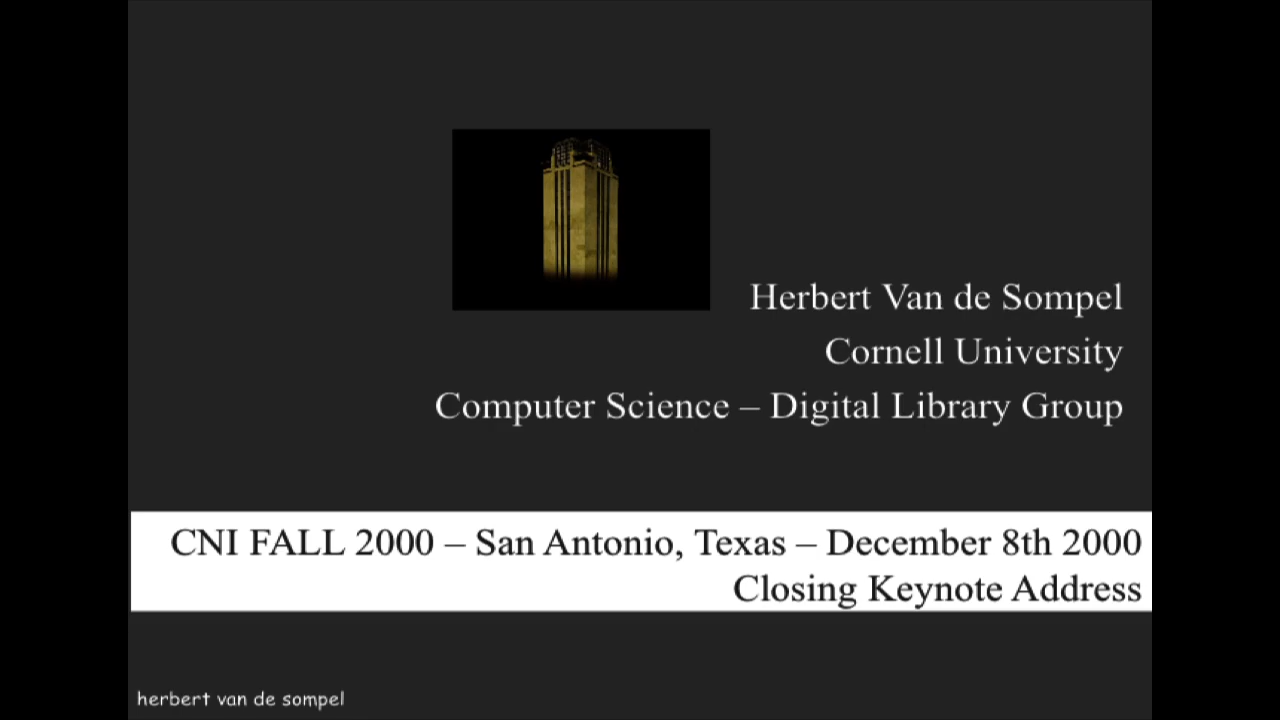 Herbert Van de Sompel
Cornell University
Computer Science – Digital Library Group
CNI FALL 2000 – San Antonio, Texas – December 8th 2000
Closing Keynote Address
herbert van de sompel